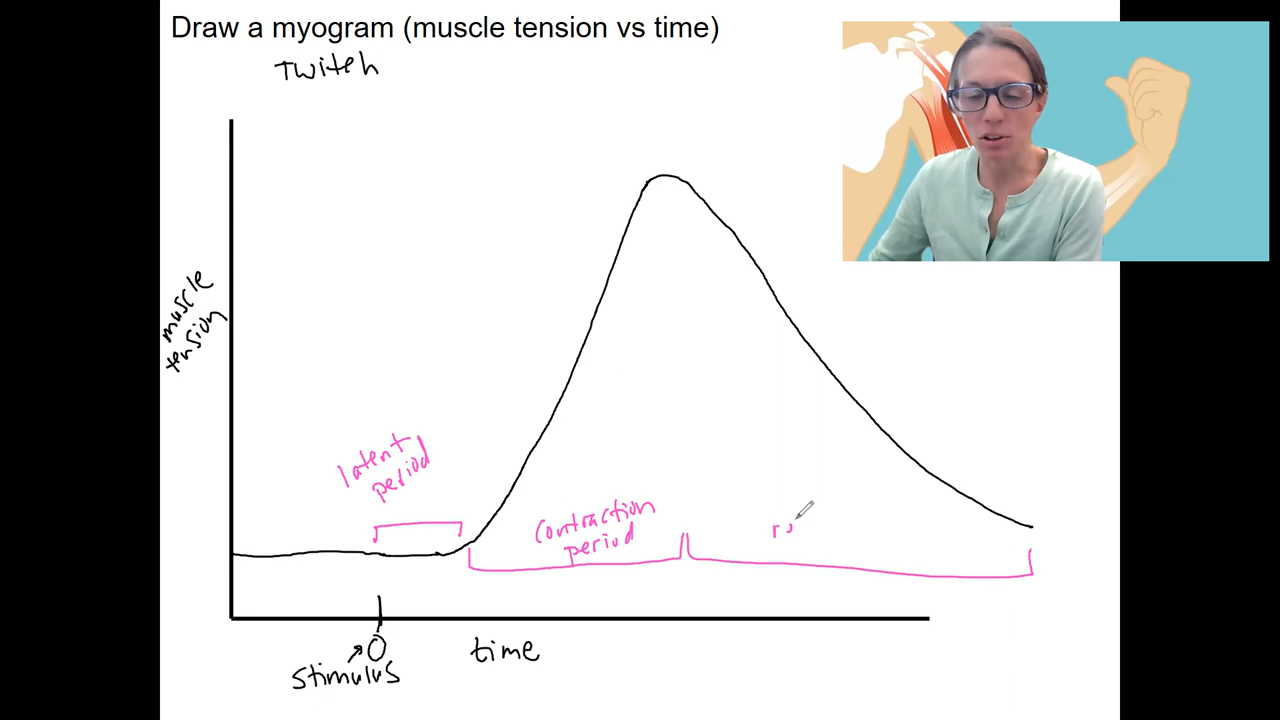 Draw a myogram (muscle tension vs time)
Twitch
muscle
tension
latent
period
contraction
period
r
0
stimulus
time